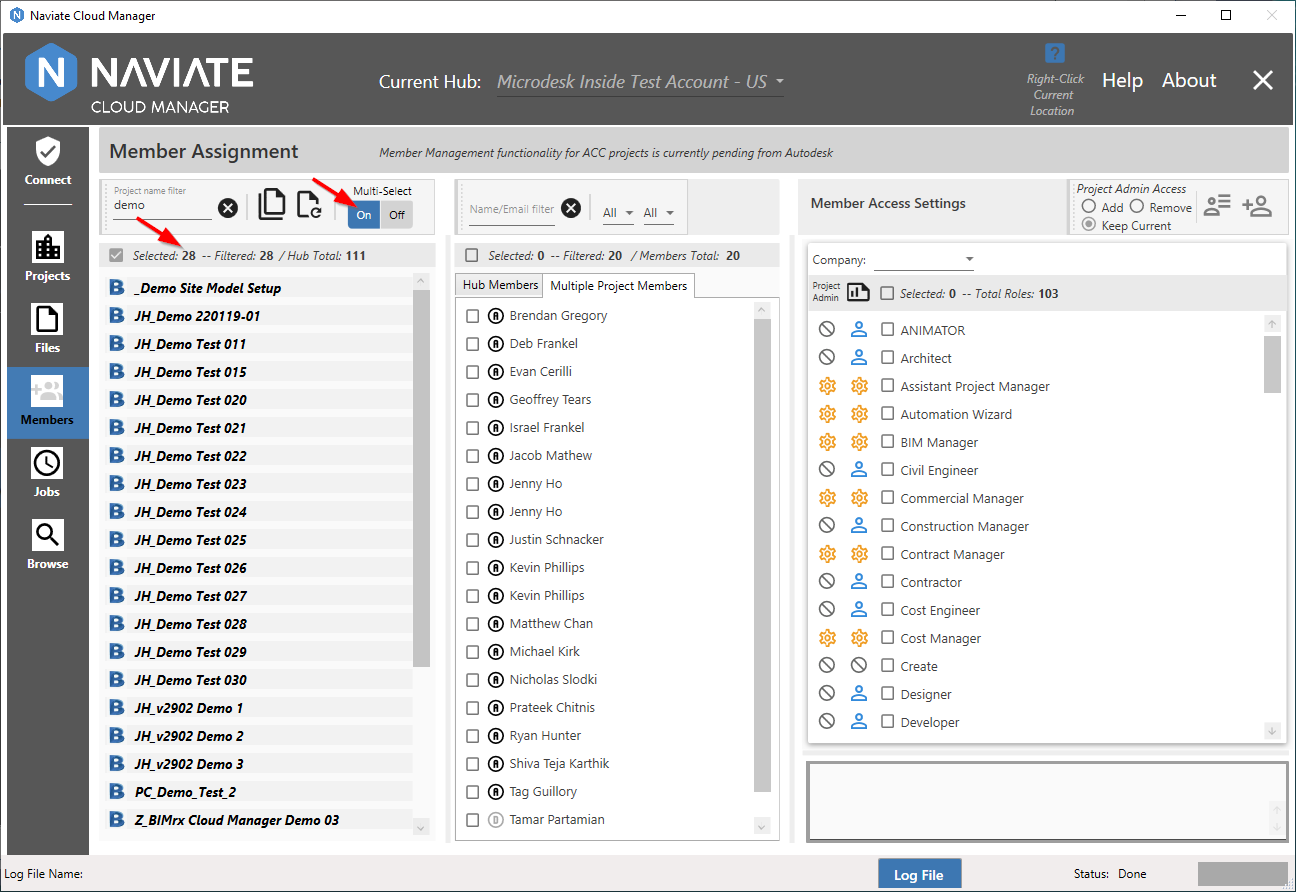 Naviate Cloud Manager
NAVIATE
CLOUD MANAGER
Current Hub: Microdesk Inside Test Account - US
?
Right-Click
Current
Location
Help About
Connect
Projects
Files
Members
Jobs
Browse
Member Assignment
Member Management functionality for ACC projects is currently pending from Autodesk
Project name filter
demo
Multi-Select
On Off
Selected: 28 -- Filtered: 28 / Hub Total: 111
_Demo Site Model Setup
JH_Demo 220119-01
JH_Demo Test 011
JH_Demo Test 015
JH_Demo Test 020
JH_Demo Test 021
JH_Demo Test 022
JH_Demo Test 023
JH_Demo Test 024
JH_Demo Test 025
JH_Demo Test 026
JH_Demo Test 027
JH_Demo Test 028
JH_Demo Test 029
JH_Demo Test 030
JH_v2902 Demo 1
JH_v2902 Demo 2
JH_v2902 Demo 3
PC_Demo_Test_2
Z_BIMrx Cloud Manager Demo 03
Name/Email filter
All All
Selected: 0 -- Filtered: 20 / Members Total: 20
Hub Members Multiple Project Members
Brendan Gregory
Deb Frankel
Evan Cerilli
Geoffrey Tears
Israel Frankel
Jacob Mathew
Jenny Ho
Jenny Ho
Justin Schnacker
Kevin Phillips
Kevin Phillips
Matthew Chan
Michael Kirk
Nicholas Slodki
Prateek Chitnis
Ryan Hunter
Shiva Teja Karthik
Tag Guillory
Tamar Partamian
Member Access Settings
Project Admin Access
Add Remove
Keep Current
Company:
Project
Admin
Selected: 0 -- Total Roles: 103
ANIMATOR
Architect
Assistant Project Manager
Automation Wizard
BIM Manager
Civil Engineer
Commercial Manager
Construction Manager
Contract Manager
Contractor
Cost Engineer
Cost Manager
Create
Designer
Developer
Log File Name:
Log File
Status: Done